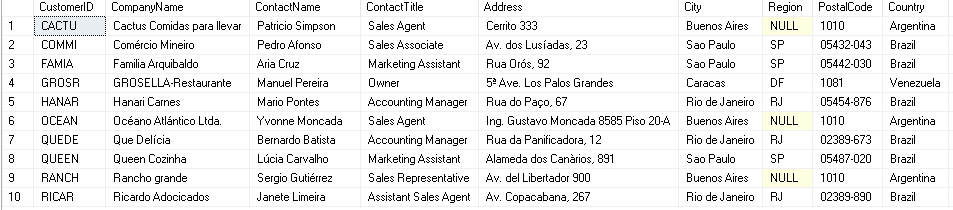 CustomerID CompanyName ContactName ContactTitle Address City Region PostalCode Country
1 CACTU Cactus Comidas para llevar Patricio Simpson Sales Agent Cerrito 333 Buenos Aires NULL 1010 Argentina
2 COMMI Comércio Mineiro Pedro Afonso Sales Associate Av. dos Lusíadas, 23 Sao Paulo SP 05432-043 Brazil
3 FAMIA Familia Arquibaldo Aria Cruz Marketing Assistant Rua Orós, 92 Sao Paulo SP 05442-030 Brazil
4 GROSR GROSELLA-Restaurante Manuel Pereira Owner 5ª Ave. Los Palos Grandes Caracas DF 1081 Venezuela
5 HANAR Hanari Carnes Mario Pontes Accounting Manager Rua do Paço, 67 Rio de Janeiro RJ 05454-876 Brazil
6 OCEAN Océano Atlántico Ltda. Yvonne Moncada Sales Agent Ing. Gustavo Moncada 8585 Piso 20-A Buenos Aires NULL 1010 Argentina
7 QUEDE Que Delícia Bernardo Batista Accounting Manager Rua da Panificadora, 12 Rio de Janeiro RJ 02389-673 Brazil
8 QUEEN Queen Cozinha Lúcia Carvalho Marketing Assistant Alameda dos Canàrios, 891 Sao Paulo SP 05487-020 Brazil
9 RANCH Rancho grande Sergio Gutiérrez Sales Representative Av. del Libertador 900 Buenos Aires NULL 1010 Argentina
10 RICAR Ricardo Adocicados Janete Limeira Assistant Sales Agent Av. Copacabana, 267 Rio de Janeiro RJ 02389-890 Brazil